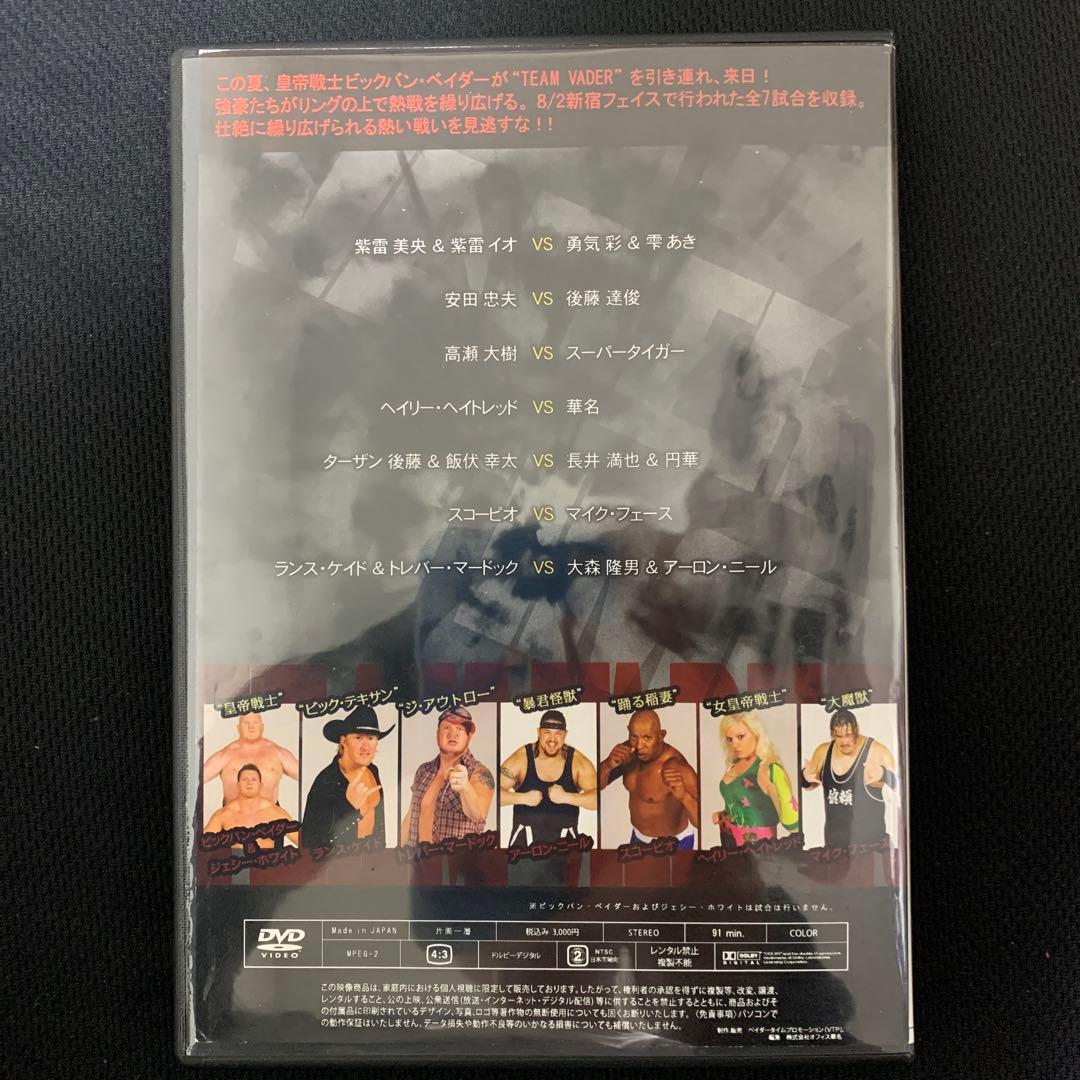 この夏、皇帝戦士ビックバン・ベイダーが“TEAM VADER”を引き連れ、来日！
強豪たちがリングの上で熱戦を繰り広げる。8/2新宿フェイスで行われた全7試合を収録。
壮絶に繰り広げられる熱い戦いを見逃すな！！
紫雷 美央 & 紫雷 イオ VS 勇気 彩 & 雫 あき
安田 忠夫 VS 後藤 達俊
高瀬 大樹 VS スーパータイガー
ヘイリー・ヘイトレッド VS 華名
ターザン 後藤 & 飯伏 幸太 VS 長井 満也 & 円華
スコーピオ VS マイク・フェース
ランス・ケイド & トレバー・マードック VS 大森 隆男 & アーロン・ニール
“皇帝戦士” “ビック・テキサン” “ジ・アウトロー” “暴君怪獣” “踊る稲妻” “女皇帝戦士” “大魔獣”
ビックバン・ベイダー
&
ジェシー・ホワイト ランス・ケイド トレバー・マードック アーロン・ニール スコーピオ ヘイリー・ヘイトレッド マイク・フェース
※ビックバン・ベイダーおよびジェシー・ホワイトは試合は行いません。
DVD VIDEO Made in JAPAN 片面一層 税込み 3,000円 STEREO 91 min. COLOR
MPEG-2 4:3 ドルビーデジタル 2 NTSC 日本市場向 レンタル禁止 複製不能 DOLBY DIGITAL
この映像商品は、家庭内における個人視聴に限定して販売しております。したがって、権利者の承認を得ずに複製等、改変、譲渡、
レンタルすること、公の上映、公衆送信(放送・インターネット・デジタル配信)等に供することを禁止するとともに、商品およびそ
の付属品に印刷されているデザイン、写真、ロゴ等著作物の無断使用についても固くお断りいたします。〈免責事項〉パソコンで
の動作保証はいたしません。データ損失や動作不良等のいかなる損害についても補償いたしません。
制作、販売 ベイダータイムプロモーション(VTP)、
編集 株式会社オフィス華名